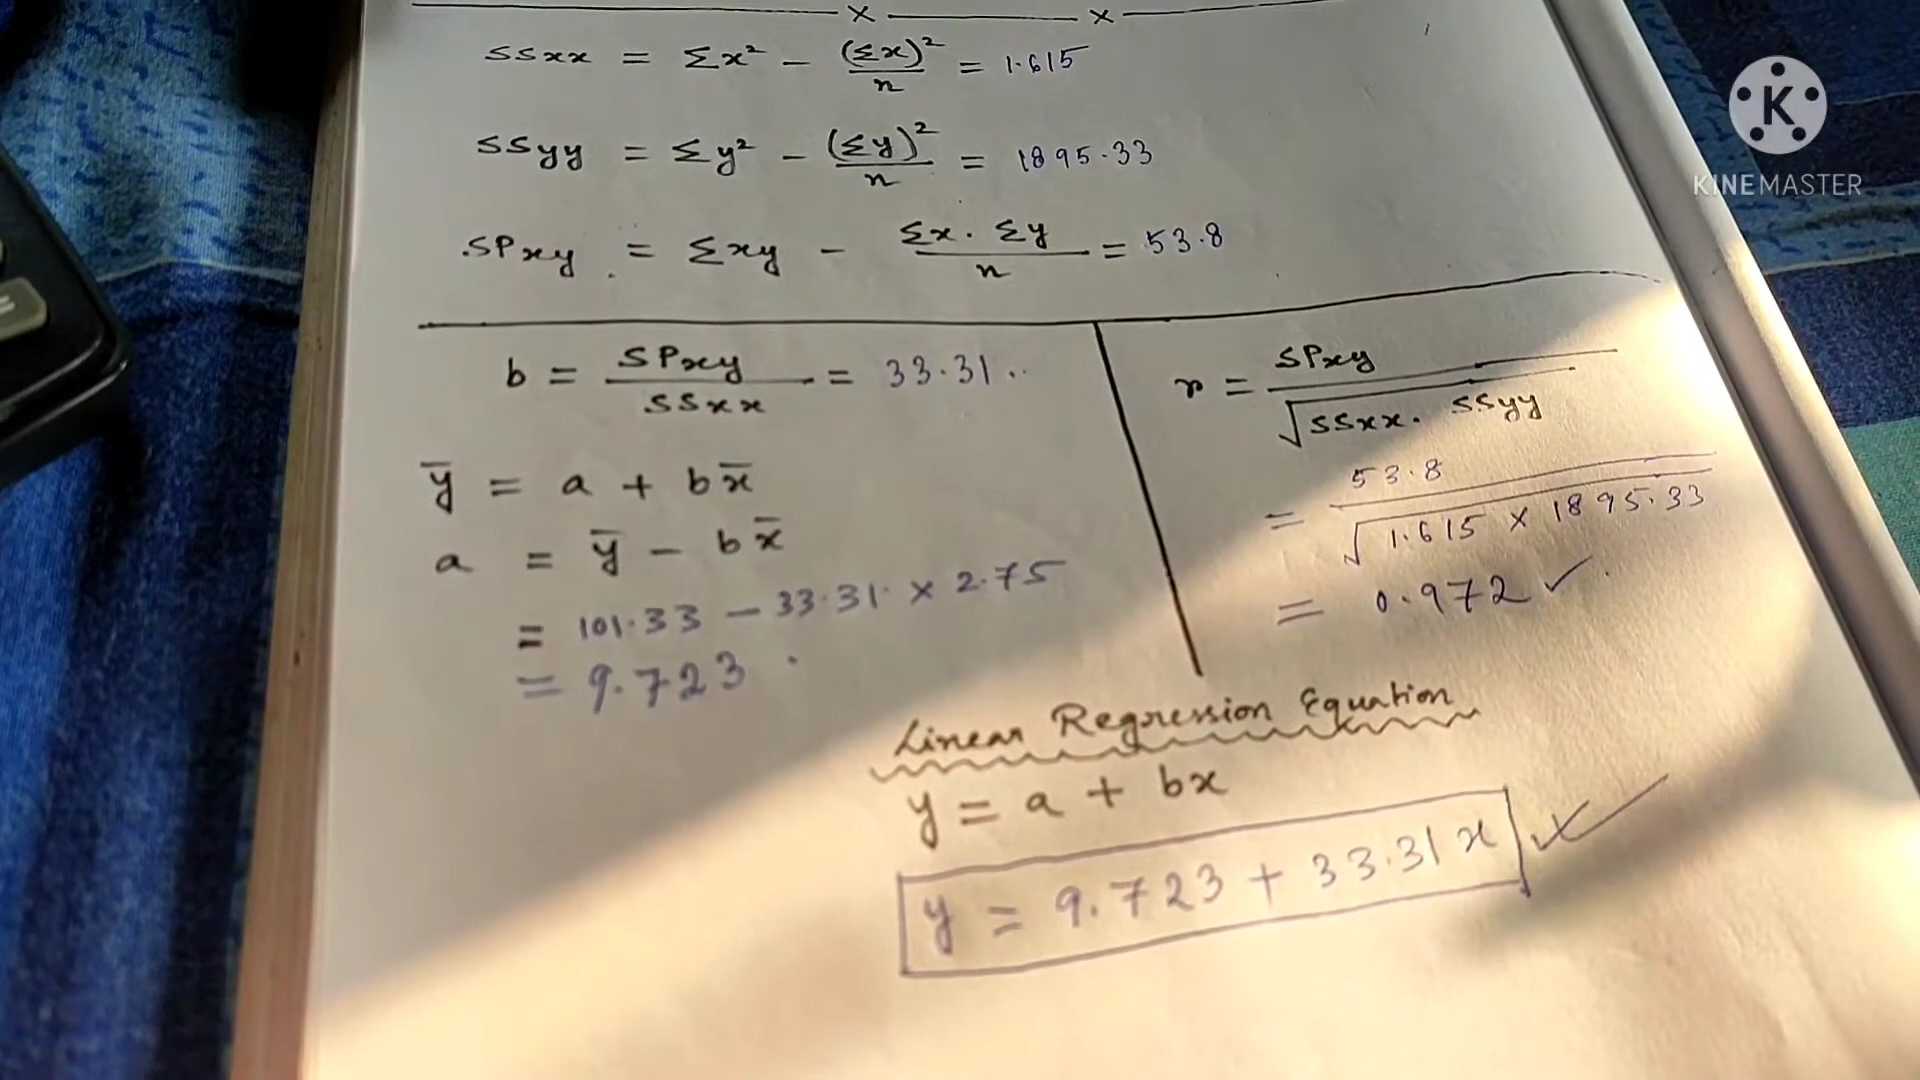 SSxx = Σx² - (Σx)²/n = 1.615
SSyy = Σy² - (Σy)²/n = 1895.33
SPxy = Σxy - Σx. Σy/n = 53.8
b = SPxy/SSxx = 33.31..
ȳ = a + bx̄
a = ȳ - bx̄
= 101.33 - 33.31 x 2.75
= 9.723
r = SPxy/√SSxx. SSyy
= 53.8/√1.615 x 1895.33
= 0.972 ✓
Linear Regression Equation
y = a + bx
y = 9.723 + 33.31x
K
KINEMASTER
=